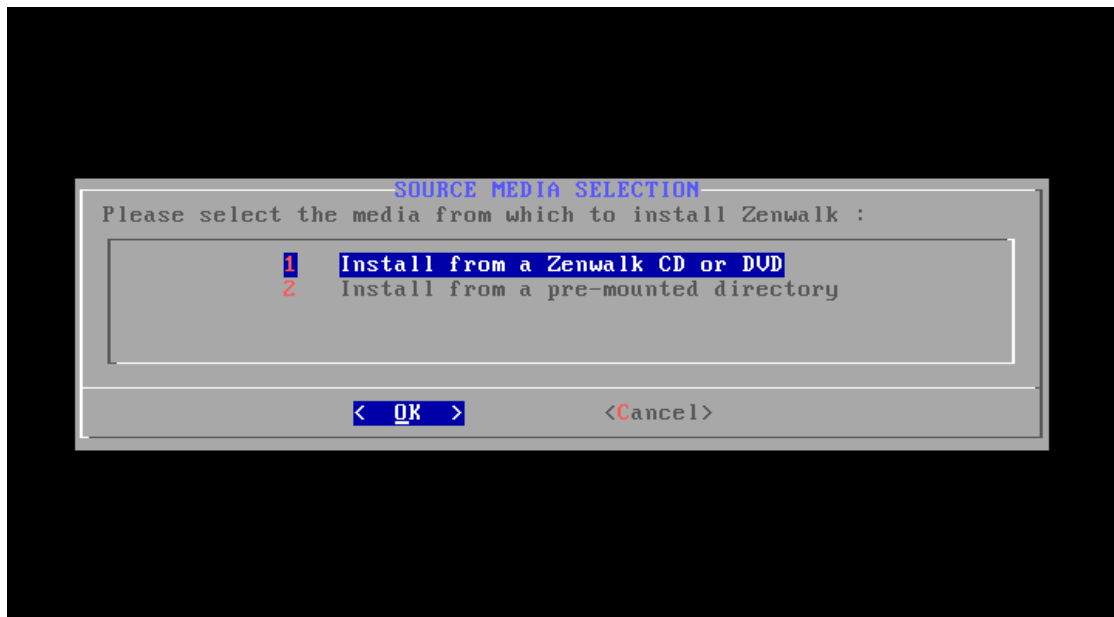 SOURCE MEDIA SELECTION
Please select the media from which to install Zenwalk :
1 Install from a Zenwalk CD or DVD
2 Install from a pre-mounted directory
< OK > <Cancel>